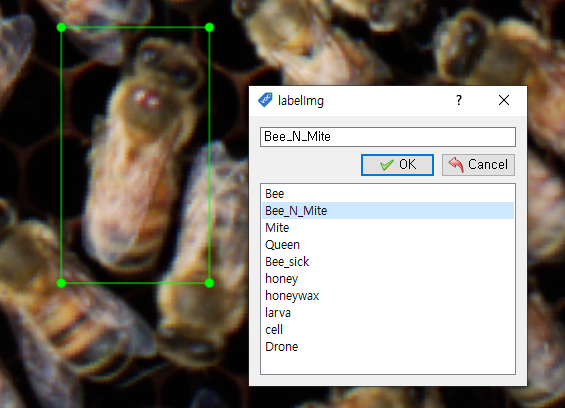 labelImg
?
Bee_N_Mite
OK
Cancel
Bee
Bee_N_Mite
Mite
Queen
Bee_sick
honey
honeywax
larva
cell
Drone